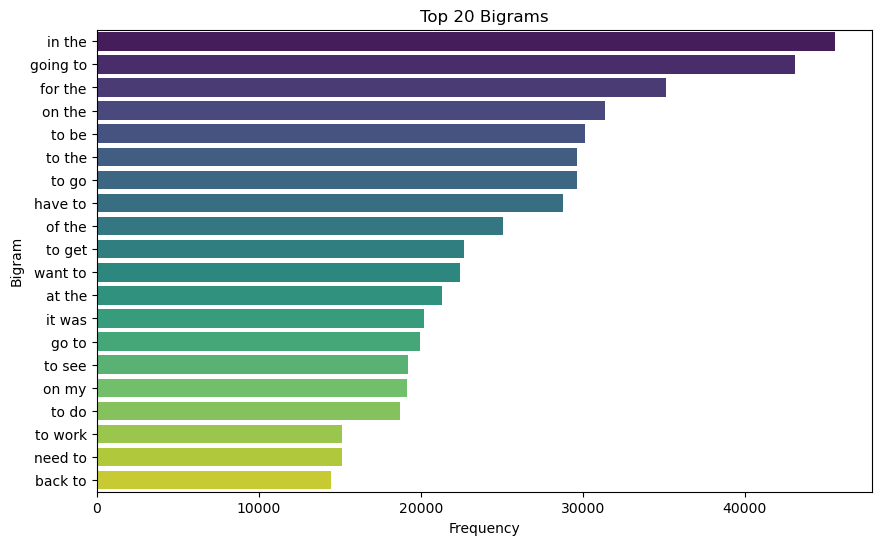 Top 20 Bigrams
in the
going to
for the
on the
to be
to the
to go
have to
of the
to get
want to
at the
it was
go to
to see
on my
to do
to work
need to
back to
Bigram
0 10000 20000 30000 40000
Frequency